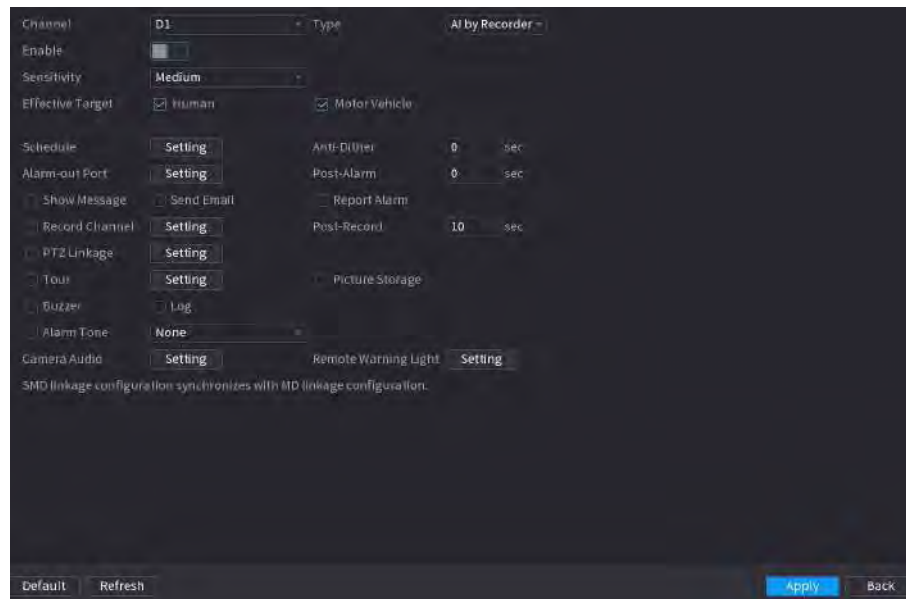 Channel D1 Type AI by Recorder
Enable
Sensitivity Medium
Effective Target Human Motor Vehicle
Schedule Setting Anti-Dither 0 sec
Alarm-out Port Setting Post-Alarm 0 sec
Show Message Send Email Report Alarm
Record Channel Setting Post-Record 10 sec
PTZ Linkage Setting
Tour Setting Picture Storage
Buzzer Log
Alarm Tone None
Camera Audio Setting Remote Warning Light Setting
SMD linkage configuration synchronizes with MD linkage configuration.
Default Refresh Apply Back